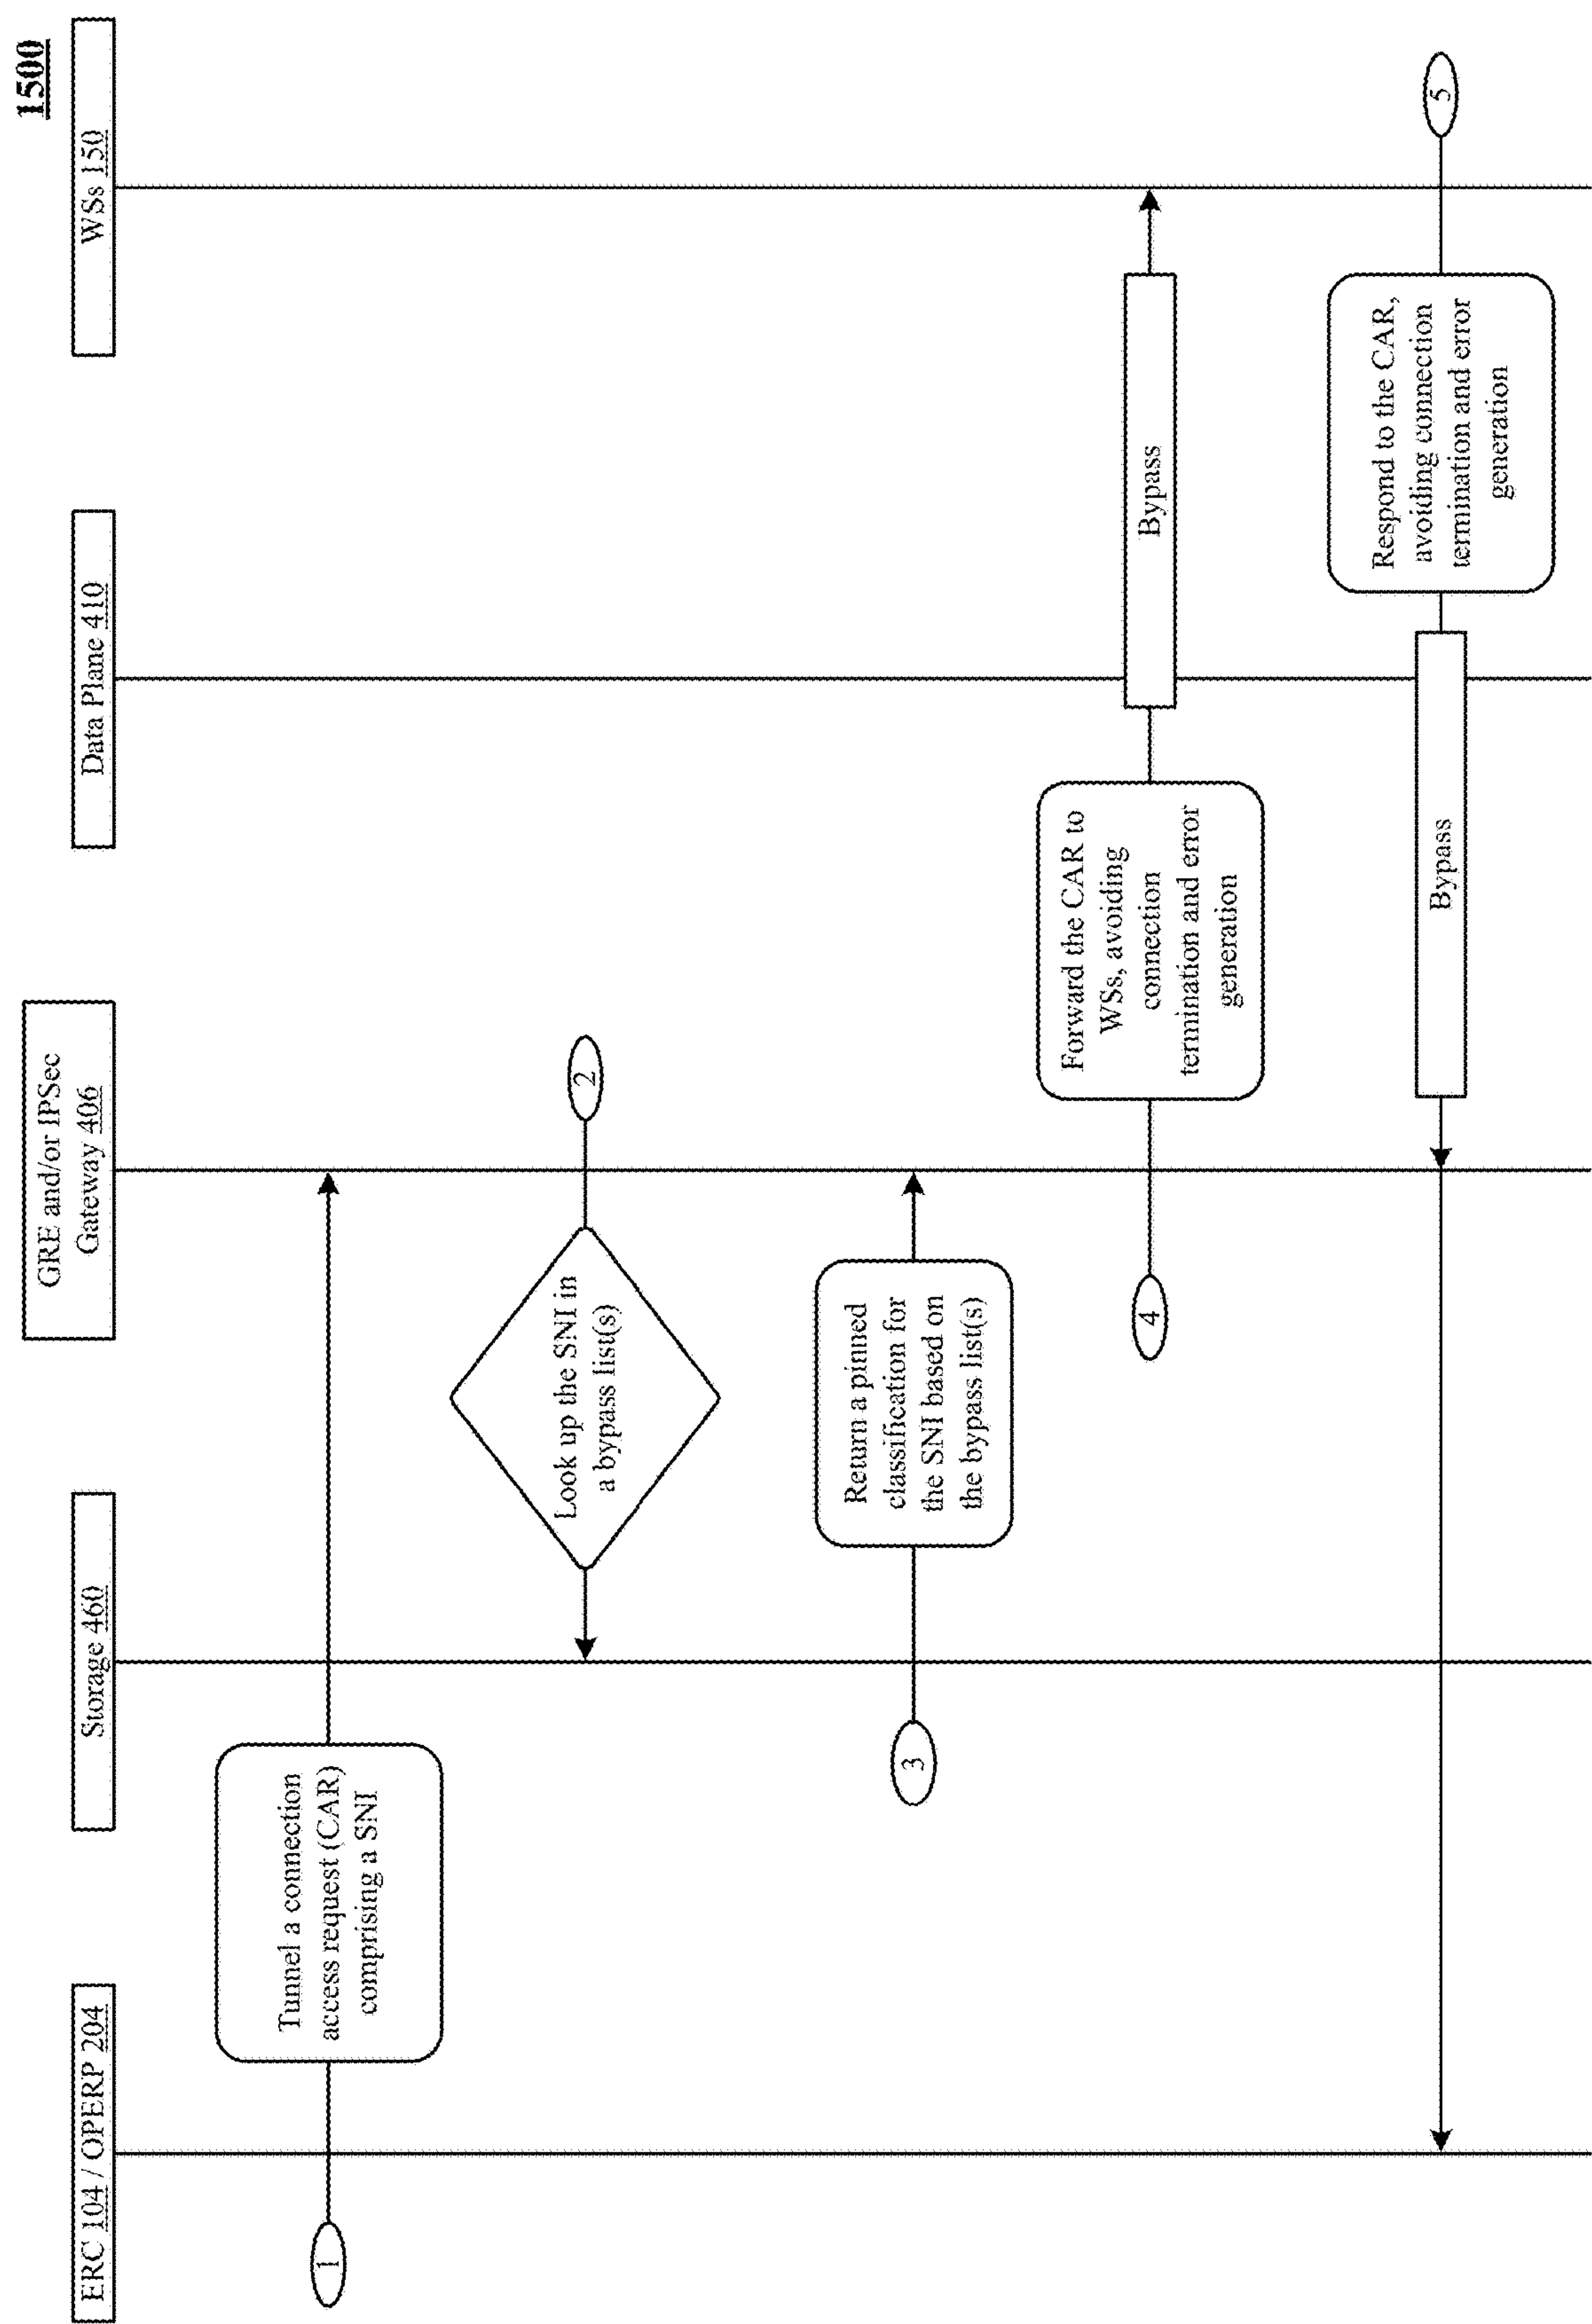 1500
ERC 104 / OPERP 204
Storage 460
GRE and/or IPSec
Gateway 406
Data Plane 410
WSs 150
1
Tunnel a connection
access request (CAR)
comprising a SNI
Look up the SNI in
a bypass list(s)
2
3
Return a pinned
classification for
the SNI based on
the bypass list(s)
4
Forward the CAR to
WSs, avoiding
connection
termination and error
generation
Bypass
Bypass
Respond to the CAR,
avoiding connection
termination and error
generation
5